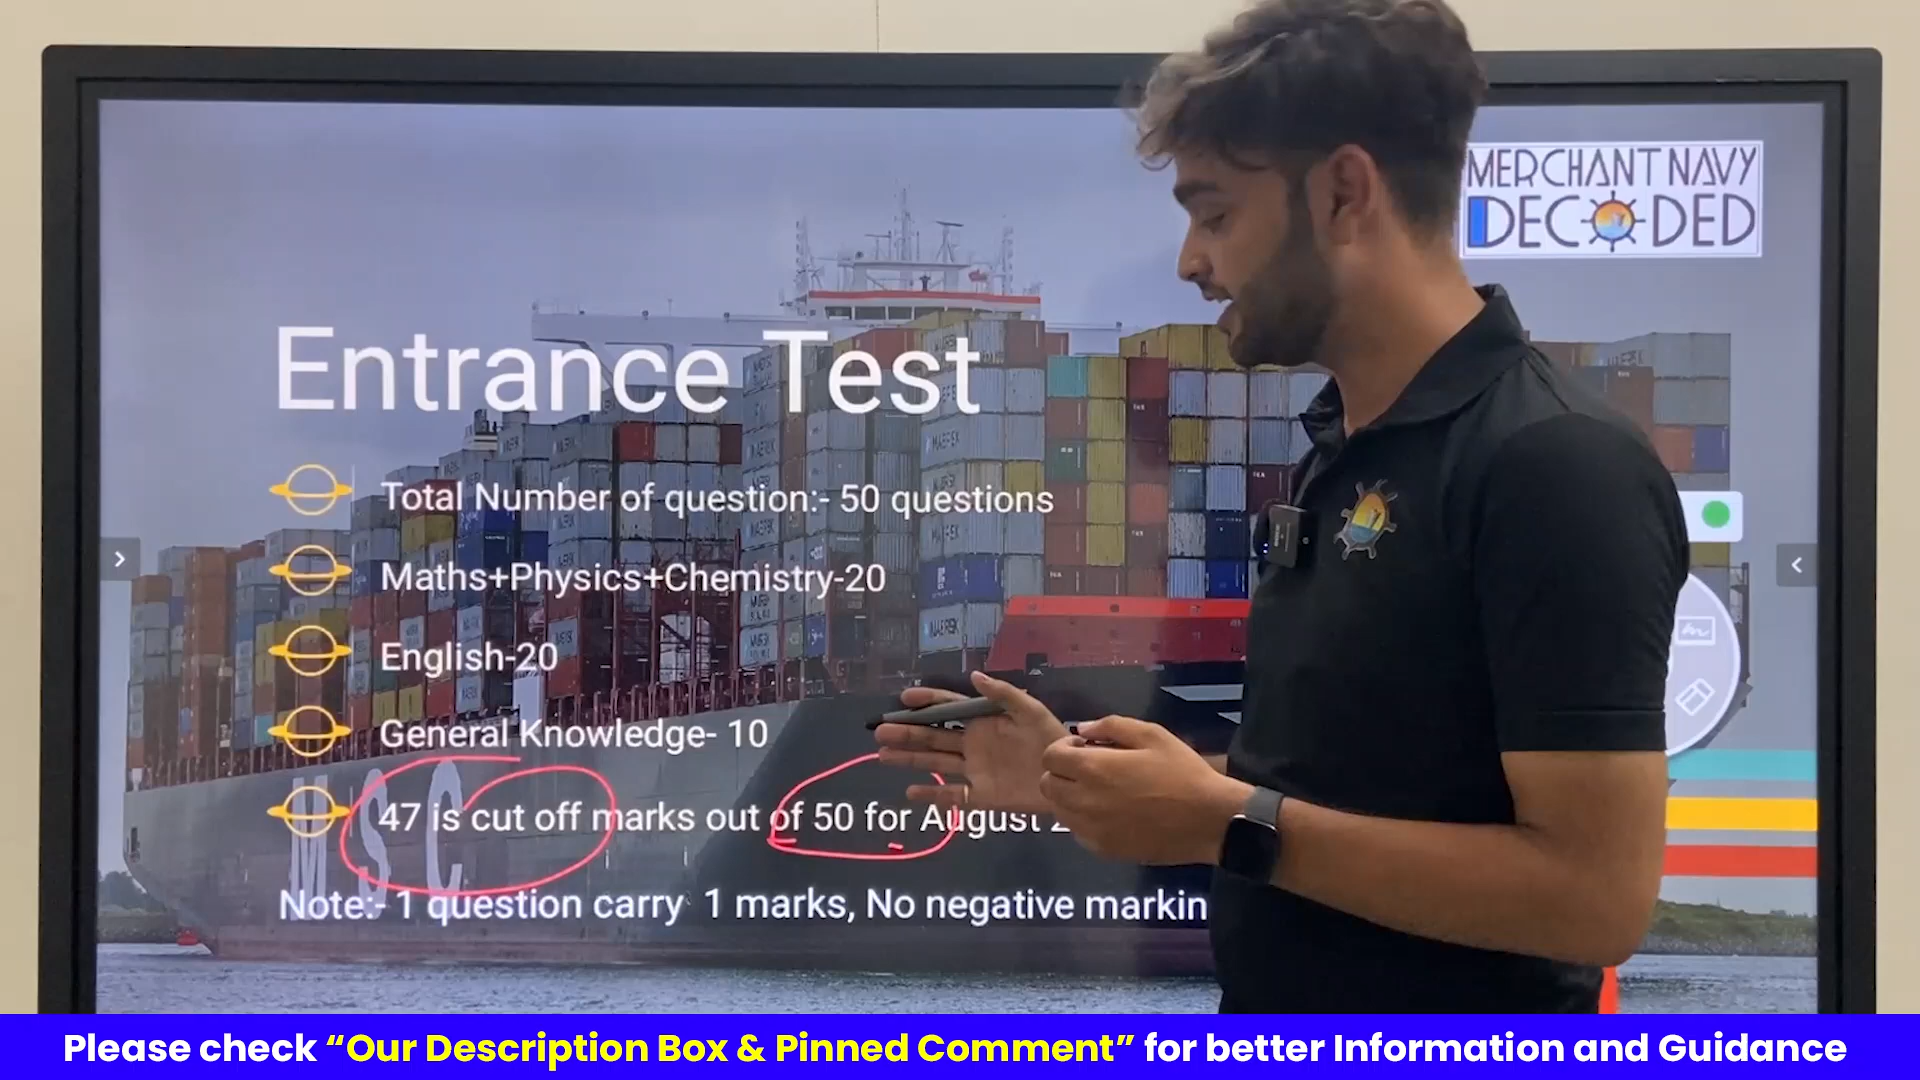 MERCHANT NAVY
DECODED
Entrance Test
Total Number of question:- 50 questions
Maths+Physics+Chemistry-20
English-20
General Knowledge- 10
47 is cut off marks out of 50 for August
Note:- 1 question carry 1 marks, No negative markin
MSC
Please check “Our Description Box & Pinned Comment” for better Information and Guidance